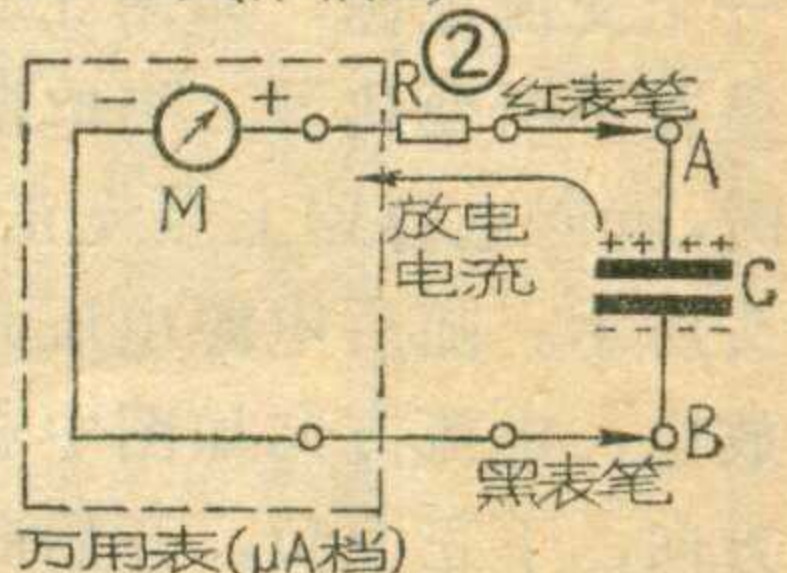 ②
R
红表笔
− +
A
M
放电
电流
++ ++
C
----
B
黑表笔
万用表(μA档)